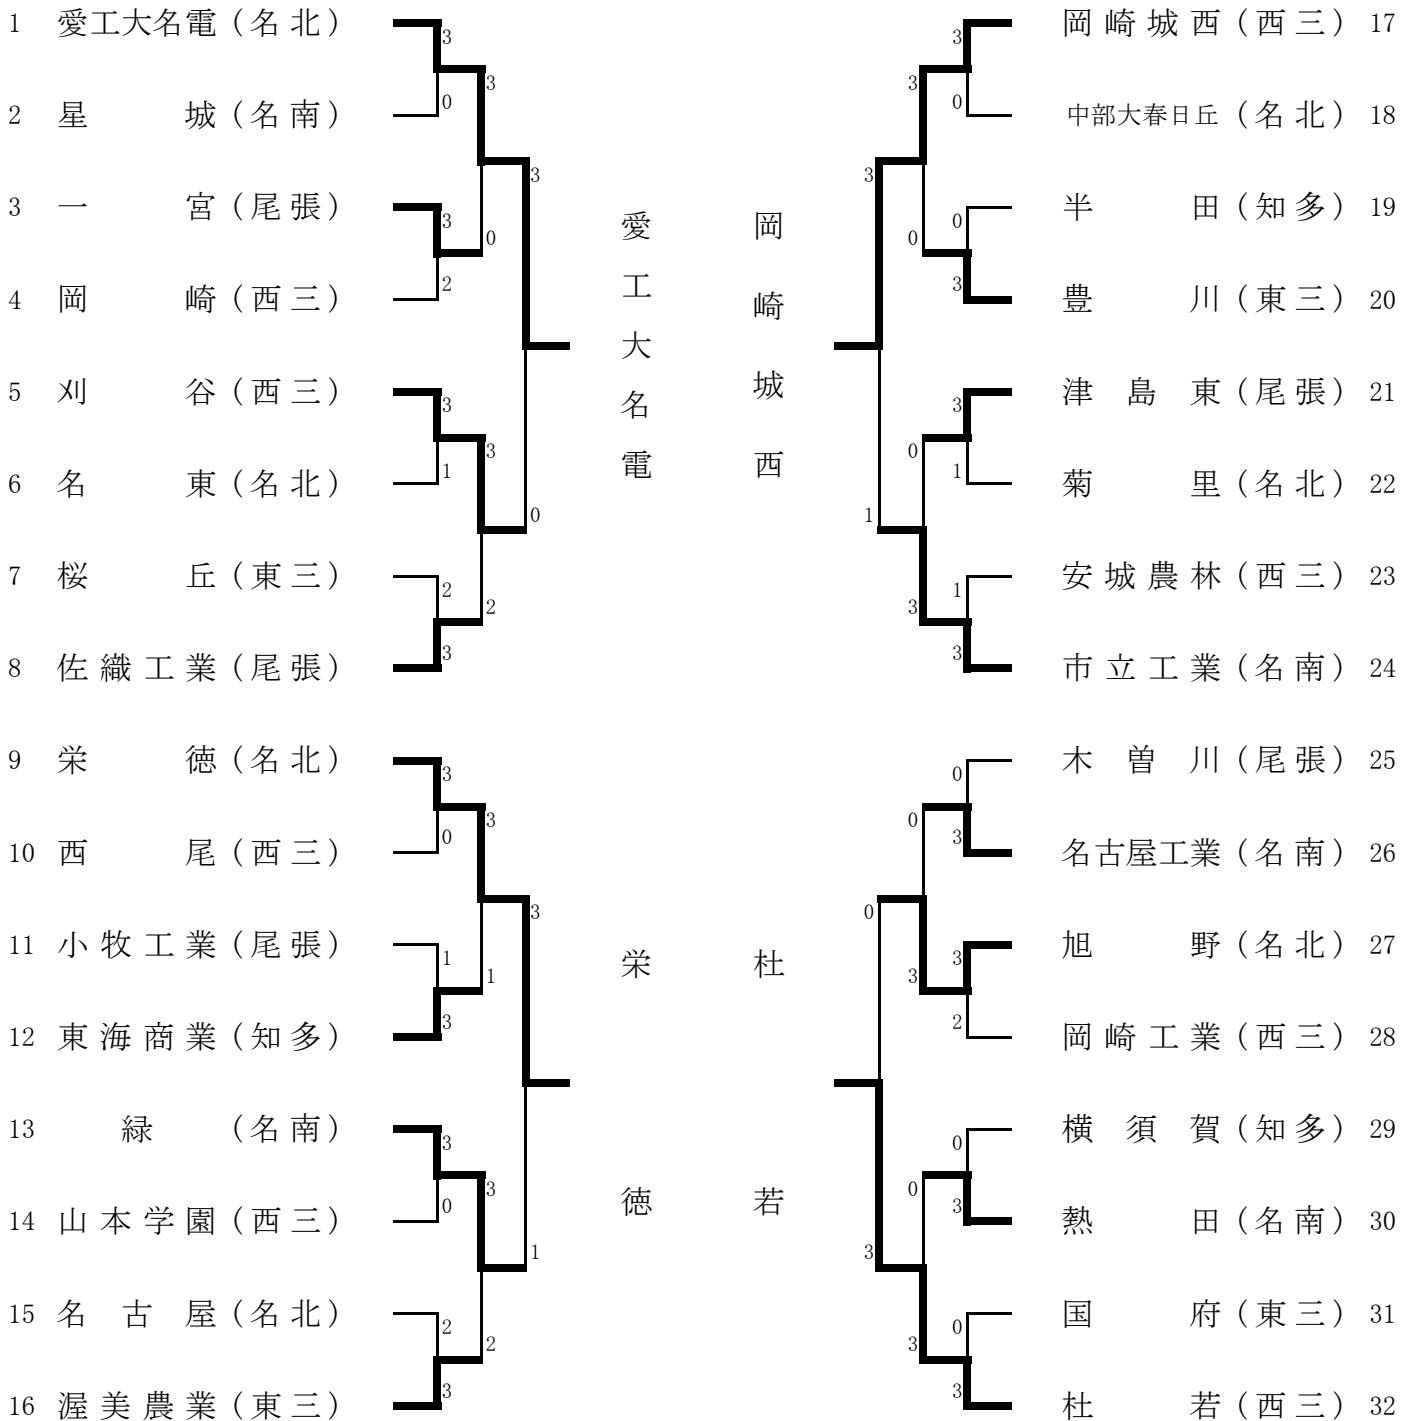 1 愛工大名電（名北）
2 星城（名南）
3 一宮（尾張）
4 岡崎（西三）
5 刈谷（西三）
6 名東（名北）
7 桜丘（東三）
8 佐織工業（尾張）
9 栄徳（名北）
10 西尾（西三）
11 小牧工業（尾張）
12 東海商業（知多）
13 緑（名南）
14 山本学園（西三）
15 名古屋（名北）
16 渥美農業（東三）
3
0
3
2
3
1
2
3
3
0
1
3
3
0
2
3
3
0
3
2
3
1
3
2
3
0
3
1
愛工大名電
栄徳
岡崎城西
杜若
3
1
0
3
3
0
0
3
0
3
0
3
3
0
0
3
3
1
1
3
0
3
3
2
0
3
0
3
岡崎城西（西三） 17
中部大春日丘（名北） 18
半田（知多） 19
豊川（東三） 20
津島東（尾張） 21
菊里（名北） 22
安城農林（西三） 23
市立工業（名南） 24
木曽川（尾張） 25
名古屋工業（名南） 26
旭野（名北） 27
岡崎工業（西三） 28
横須賀（知多） 29
熱田（名南） 30
国府（東三） 31
杜若（西三） 32